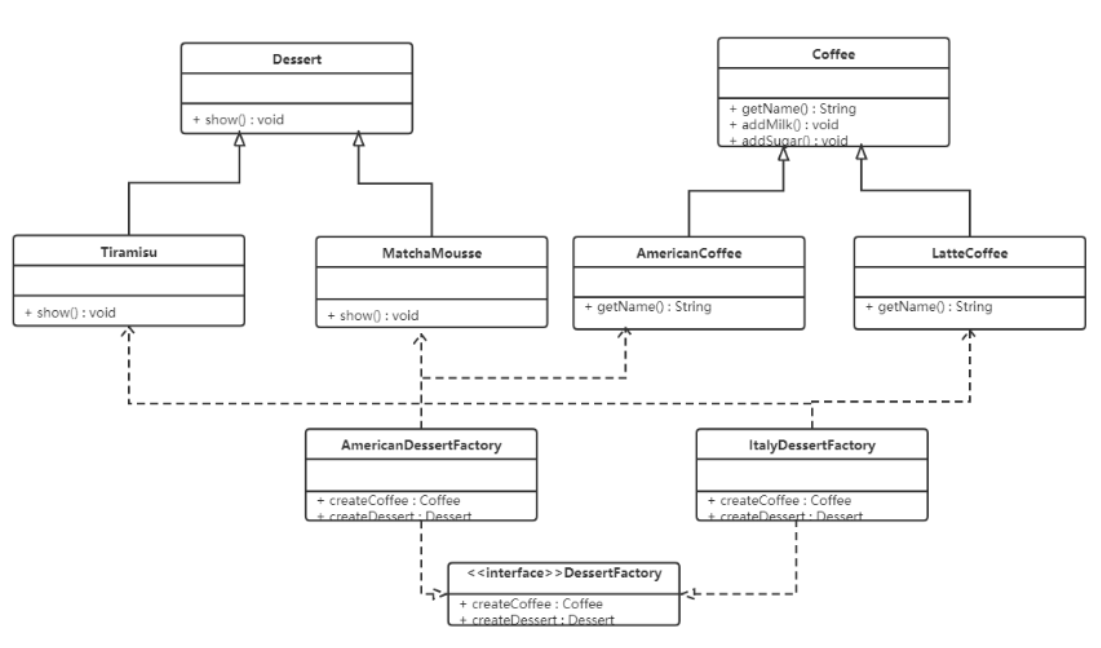 Dessert
+ show() : void
Coffee
+ getName() : String
+ addMilk() : void
+ addSugar() : void
Tiramisu
+ show() : void
MatchaMousse
+ show() : void
AmericanCoffee
+ getName() : String
LatteCoffee
+ getName() : String
AmericanDessertFactory
+ createCoffee : Coffee
+ createDessert : Dessert
ItalyDessertFactory
+ createCoffee : Coffee
+ createDessert : Dessert
<<interface>>DessertFactory
+ createCoffee : Coffee
+ createDessert : Dessert